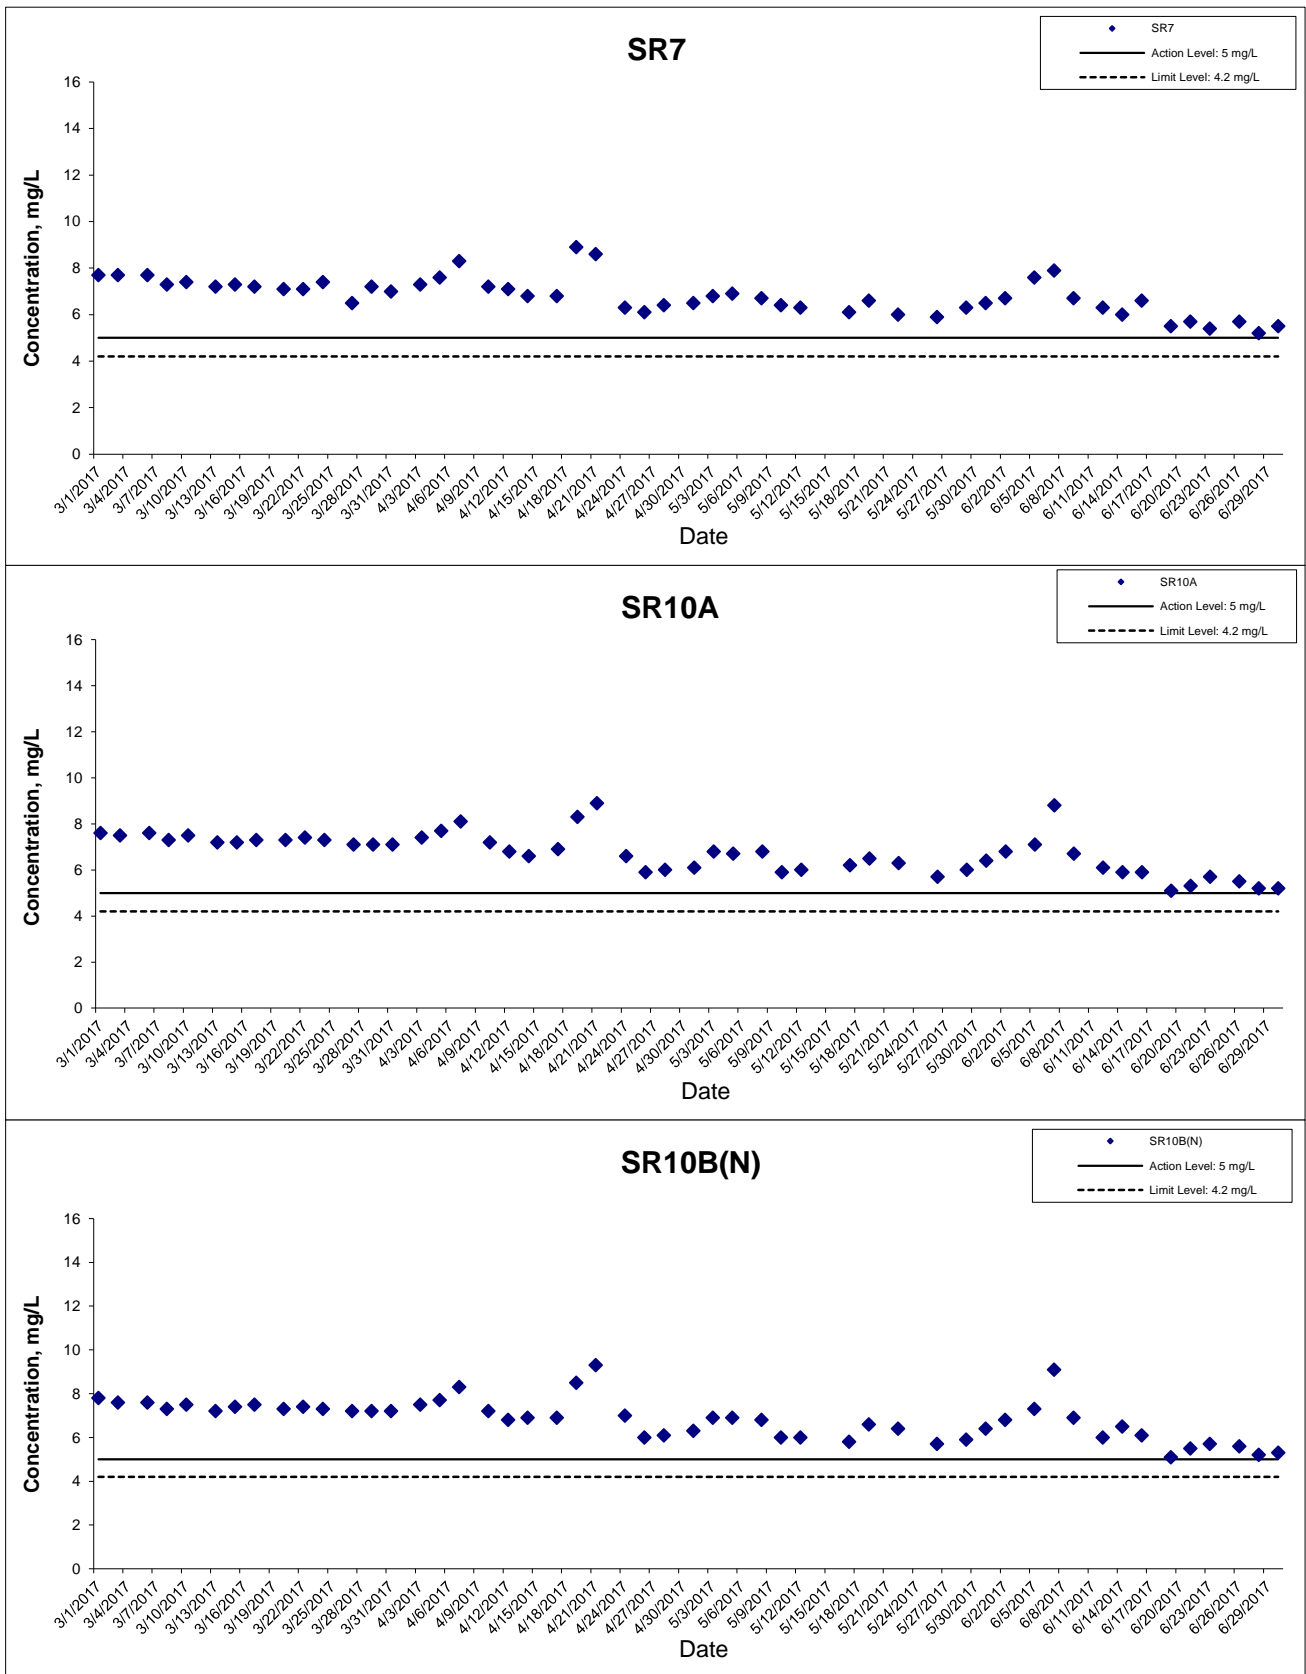 SR7
SR7
Action Level: 5 mg/L
Limit Level: 4.2 mg/L
Concentration, mg/L
16
14
12
10
8
6
4
2
0
3/1/2017 3/4/2017 3/7/2017 3/10/2017 3/13/2017 3/16/2017 3/19/2017 3/22/2017 3/25/2017 3/28/2017 3/31/2017 4/3/2017 4/6/2017 4/9/2017 4/12/2017 4/15/2017 4/18/2017 4/21/2017 4/24/2017 4/27/2017 4/30/2017 5/3/2017 5/6/2017 5/9/2017 5/12/2017 5/15/2017 5/18/2017 5/21/2017 5/24/2017 5/27/2017 5/30/2017 6/2/2017 6/5/2017 6/8/2017 6/11/2017 6/14/2017 6/17/2017 6/20/2017 6/23/2017 6/26/2017 6/29/2017
Date
SR10A
SR10A
Action Level: 5 mg/L
Limit Level: 4.2 mg/L
Concentration, mg/L
16
14
12
10
8
6
4
2
0
3/1/2017 3/4/2017 3/7/2017 3/10/2017 3/13/2017 3/16/2017 3/19/2017 3/22/2017 3/25/2017 3/28/2017 3/31/2017 4/3/2017 4/6/2017 4/9/2017 4/12/2017 4/15/2017 4/18/2017 4/21/2017 4/24/2017 4/27/2017 4/30/2017 5/3/2017 5/6/2017 5/9/2017 5/12/2017 5/15/2017 5/18/2017 5/21/2017 5/24/2017 5/27/2017 5/30/2017 6/2/2017 6/5/2017 6/8/2017 6/11/2017 6/14/2017 6/17/2017 6/20/2017 6/23/2017 6/26/2017 6/29/2017
Date
SR10B(N)
SR10B(N)
Action Level: 5 mg/L
Limit Level: 4.2 mg/L
Concentration, mg/L
16
14
12
10
8
6
4
2
0
3/1/2017 3/4/2017 3/7/2017 3/10/2017 3/13/2017 3/16/2017 3/19/2017 3/22/2017 3/25/2017 3/28/2017 3/31/2017 4/3/2017 4/6/2017 4/9/2017 4/12/2017 4/15/2017 4/18/2017 4/21/2017 4/24/2017 4/27/2017 4/30/2017 5/3/2017 5/6/2017 5/9/2017 5/12/2017 5/15/2017 5/18/2017 5/21/2017 5/24/2017 5/27/2017 5/30/2017 6/2/2017 6/5/2017 6/8/2017 6/11/2017 6/14/2017 6/17/2017 6/20/2017 6/23/2017 6/26/2017 6/29/2017
Date